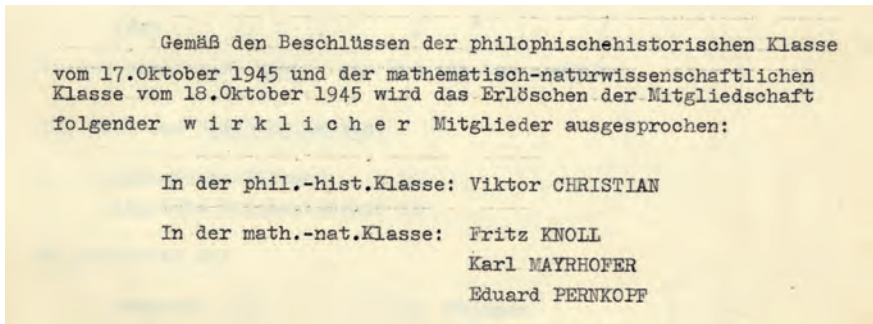 Gemäß den Beschlüssen der philophischehistorischen Klasse
vom 17.Oktober 1945 und der mathematisch-naturwissenschaftlichen
Klasse vom 18.Oktober 1945 wird das Erlöschen der Mitgliedschaft
folgender w i r k l i c h e r Mitglieder ausgesprochen:
In der phil.-hist.Klasse: Viktor CHRISTIAN
In der math.-nat.Klasse: Fritz KNOLL
Karl MAYRHOFER
Eduard PERNKOPF